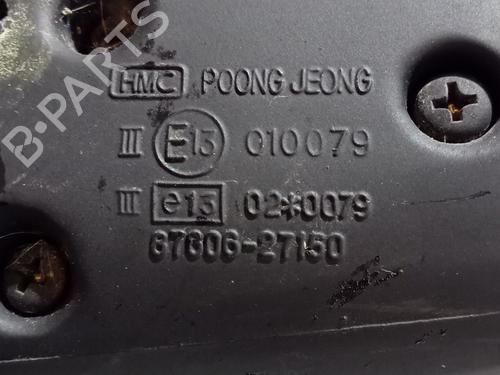 HMC POONG JEONG
III E13 010079
III e13 02*0079
87606-27150
B-PARTS